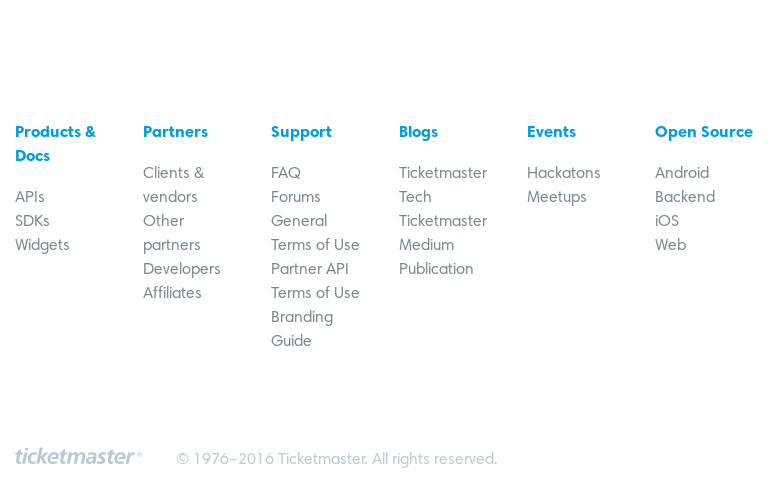 Products &
Docs
APIs
SDKs
Widgets
Partners
Clients &
vendors
Other
partners
Developers
Affiliates
Support
FAQ
Forums
General
Terms of Use
Partner API
Terms of Use
Branding
Guide
Blogs
Ticketmaster
Tech
Ticketmaster
Medium
Publication
Events
Hackatons
Meetups
Open Source
Android
Backend
iOS
Web
ticketmaster®
© 1976–2016 Ticketmaster. All rights reserved.